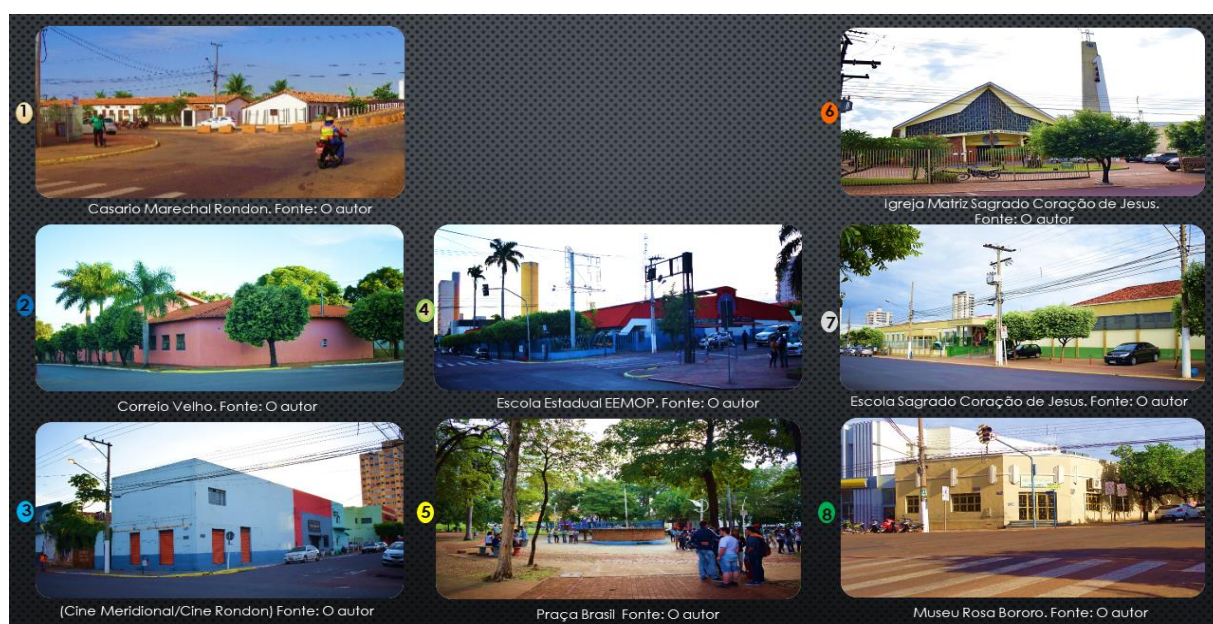 1
Casario Marechal Rondon. Fonte: O autor
2
Correio Velho. Fonte: O autor
3
(Cine Meridional/Cine Rondon) Fonte: O autor
4
Escola Estadual EEMOP. Fonte: O autor
5
Praça Brasil Fonte: O autor
6
Igreja Matriz Sagrado Coração de Jesus.
Fonte: O autor
7
Escola Sagrado Coração de Jesus. Fonte: O autor
8
Museu Rosa Bororo. Fonte: O autor